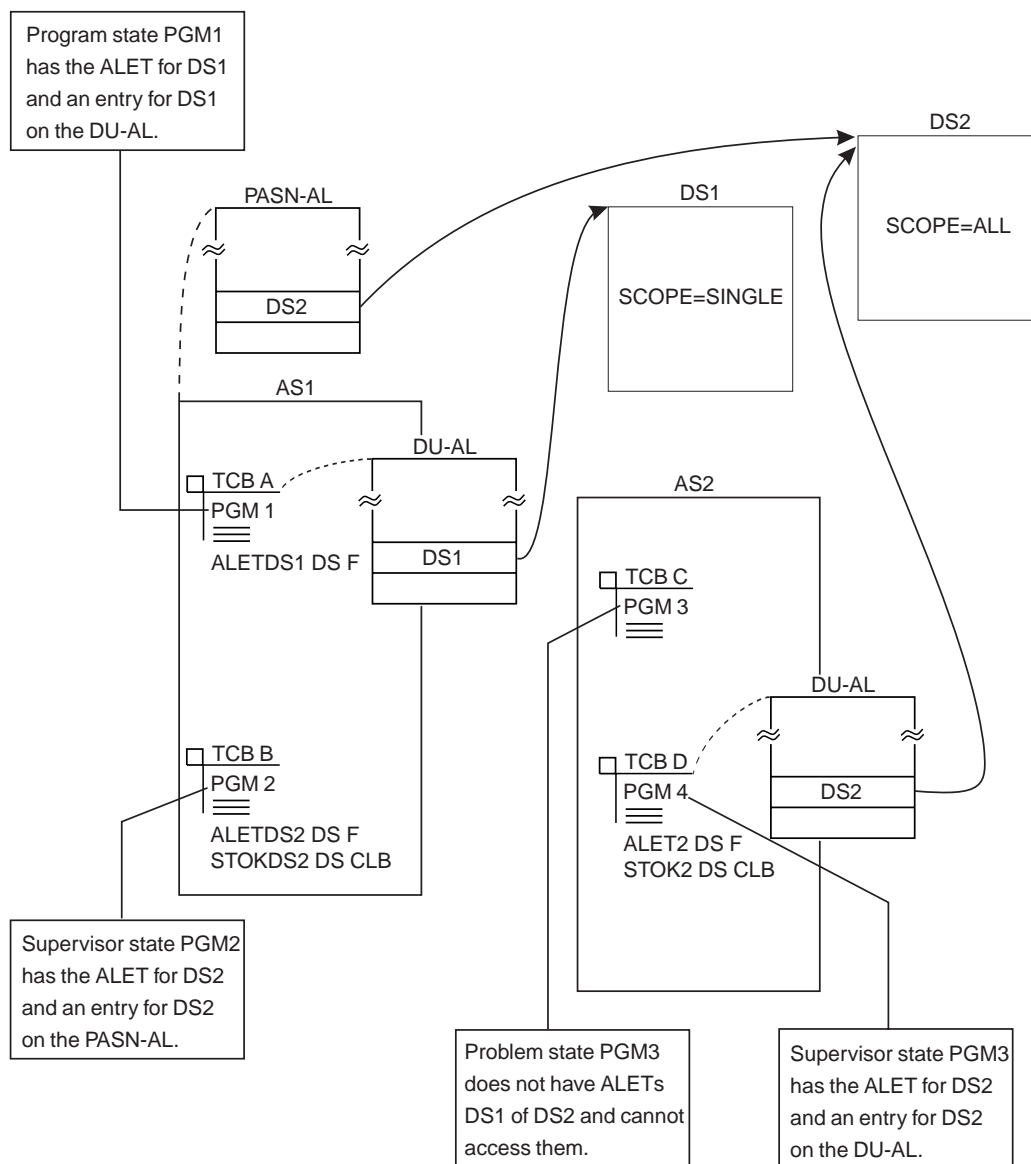 Program state PGM1
has the ALET for DS1
and an entry for DS1
on the DU-AL.
DS2
SCOPE=ALL
PASN-AL
DS2
DS1
SCOPE=SINGLE
AS1
DU-AL
DS1
TCB A
PGM 1
ALETDS1 DS F
TCB B
PGM 2
ALETDS2 DS F
STOKDS2 DS CLB
AS2
TCB C
PGM 3
DU-AL
DS2
TCB D
PGM 4
ALET2 DS F
STOK2 DS CLB
Supervisor state PGM2
has the ALET for DS2
and an entry for DS2
on the PASN-AL.
Problem state PGM3
does not have ALETs
DS1 of DS2 and cannot
access them.
Supervisor state PGM3
has the ALET for DS2
and an entry for DS2
on the DU-AL.